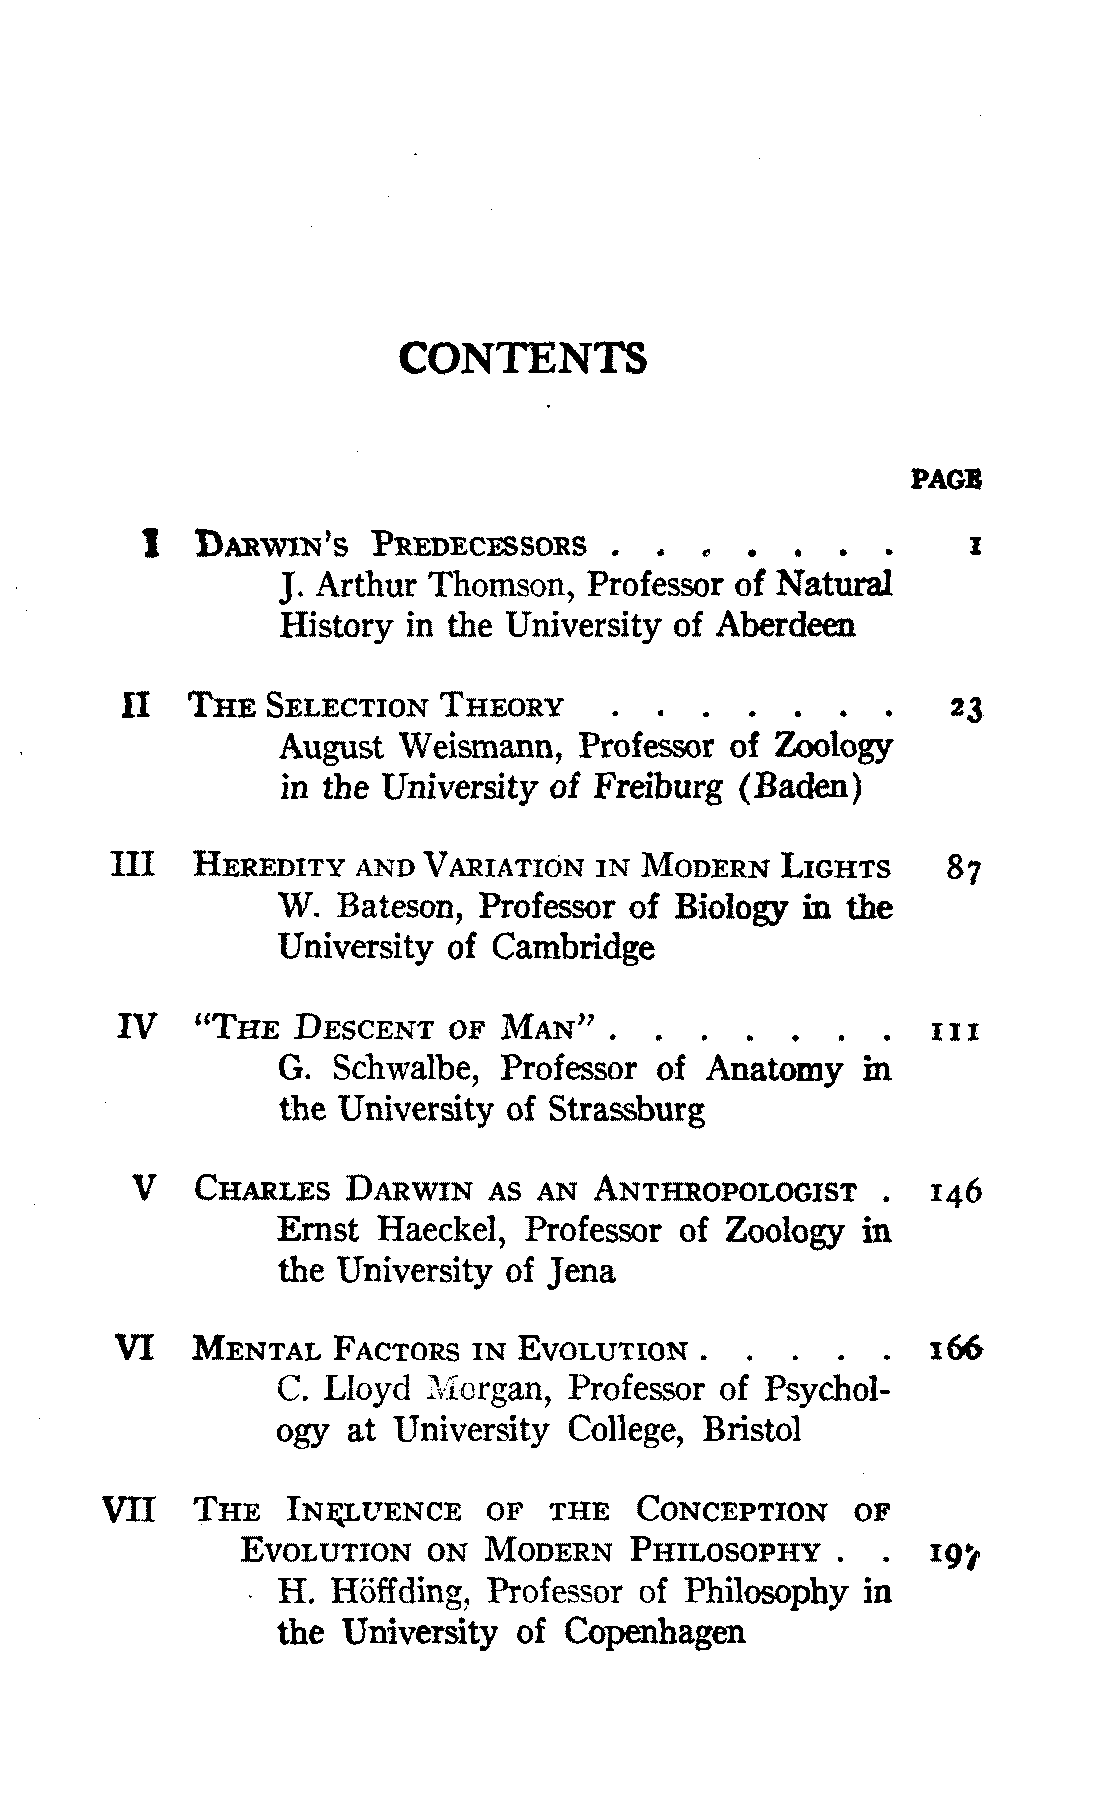 CONTENTS
PAGE
I DARWIN'S PREDECESSORS . . . . . . . 1
J. Arthur Thomson, Professor of Natural
History in the University of Aberdeen
II THE SELECTION THEORY . . . . . . . 23
August Weismann, Professor of Zoology
in the University of Freiburg (Baden)
III HEREDITY AND VARIATION IN MODERN LIGHTS 87
W. Bateson, Professor of Biology in the
University of Cambridge
IV "THE DESCENT OF MAN" . . . . . . . 111
G. Schwalbe, Professor of Anatomy in
the University of Strassburg
V CHARLES DARWIN AS AN ANTHROPOLOGIST . 146
Ernst Haeckel, Professor of Zoology in
the University of Jena
VI MENTAL FACTORS IN EVOLUTION . . . . . 166
C. Lloyd Morgan, Professor of Psychol-
ogy at University College, Bristol
VII THE INFLUENCE OF THE CONCEPTION OF
EVOLUTION ON MODERN PHILOSOPHY . . 197
H. Höffding, Professor of Philosophy in
the University of Copenhagen